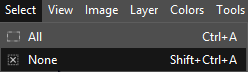 Select View Image Layer Colors Tools
All Ctrl+A
None Shift+Ctrl+A